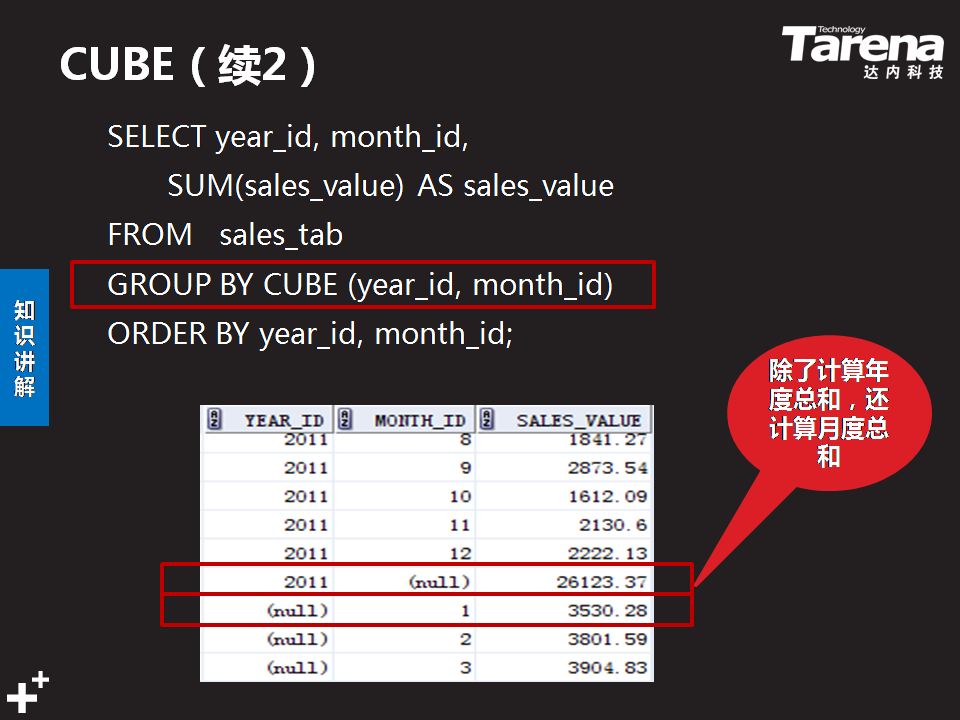 CUBE（续2）
Technology
Tarena
达内科技
SELECT year_id, month_id,
SUM(sales_value) AS sales_value
FROM sales_tab
GROUP BY CUBE (year_id, month_id)
ORDER BY year_id, month_id;
知识讲解
除了计算年
度总和，还
计算月度总
和
YEAR_ID MONTH_ID SALES_VALUE
2011 8 1841.27
2011 9 2873.54
2011 10 1612.09
2011 11 2130.6
2011 12 2222.13
2011 (null) 26123.37
(null) 1 3530.28
(null) 2 3801.59
(null) 3 3904.83